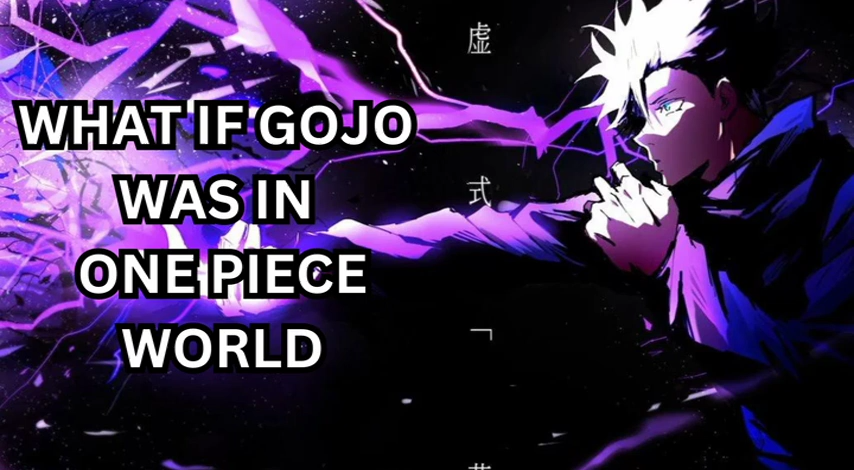 WHAT IF GOJO
WAS IN
ONE PIECE
WORLD
虚
式
「